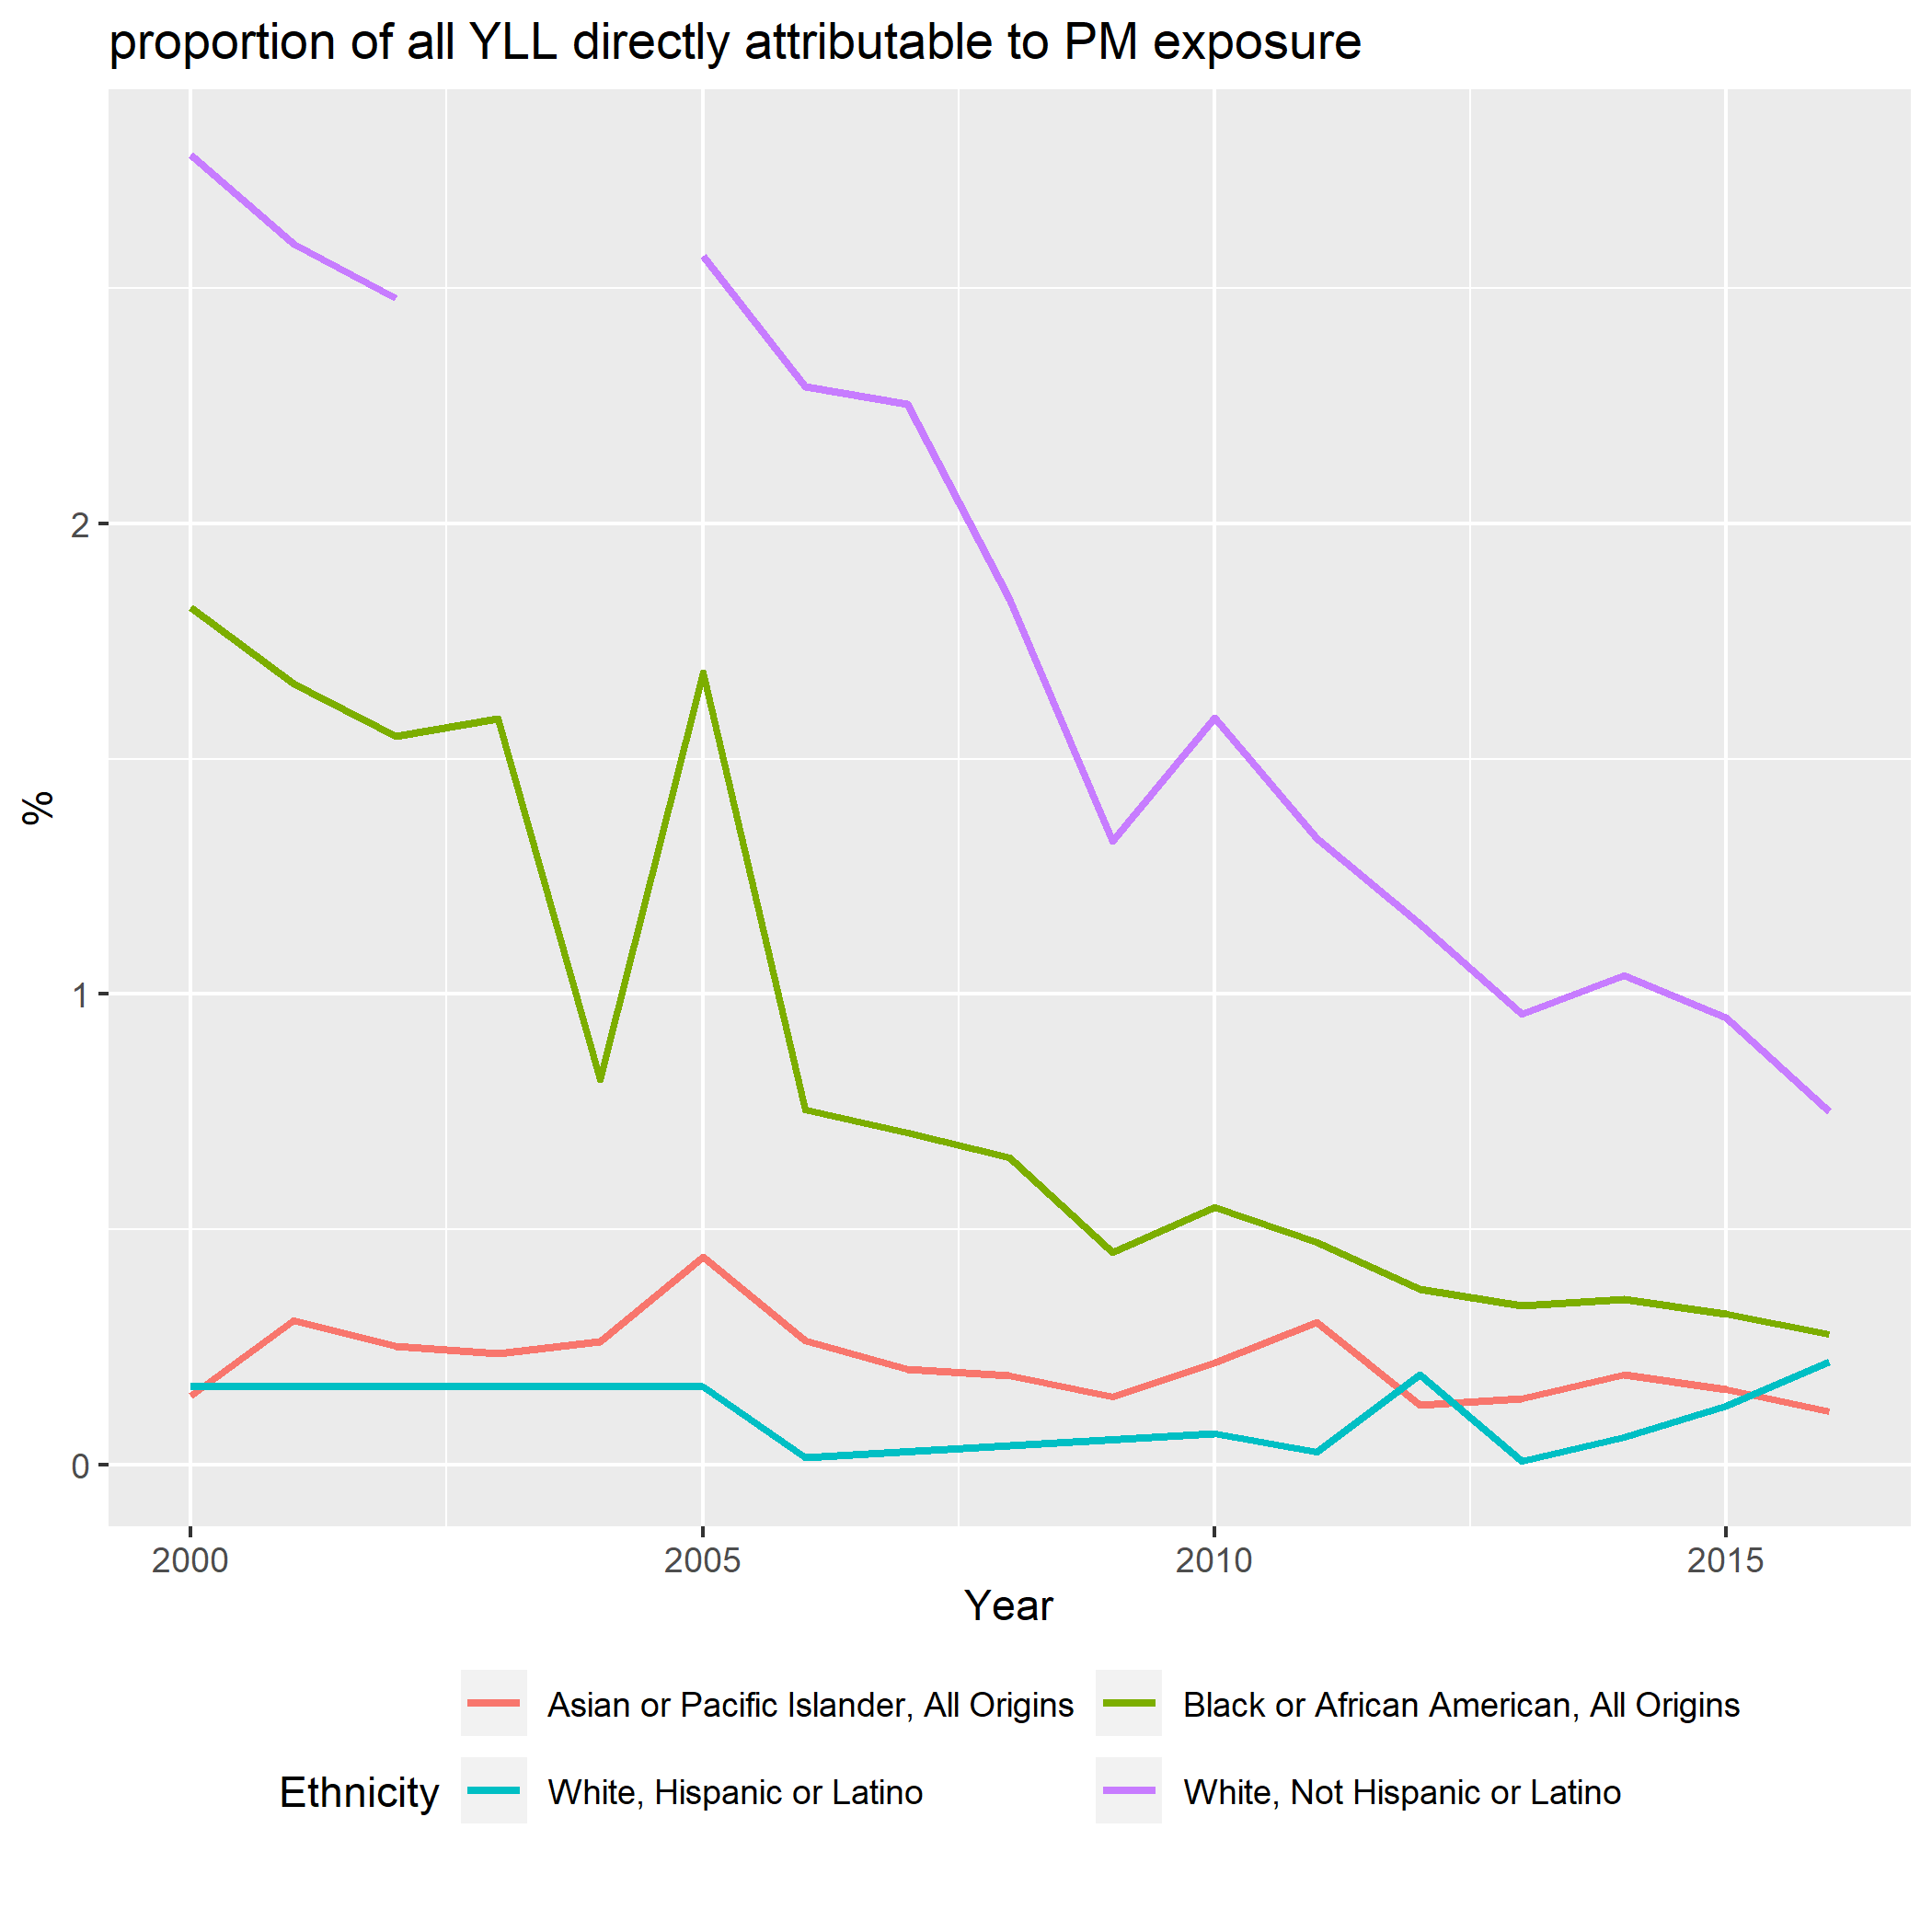 proportion of all YLL directly attributable to PM exposure
%
2
1
0
2000 2005 2010 2015
Year
Ethnicity
Asian or Pacific Islander, All Origins
Black or African American, All Origins
White, Hispanic or Latino
White, Not Hispanic or Latino